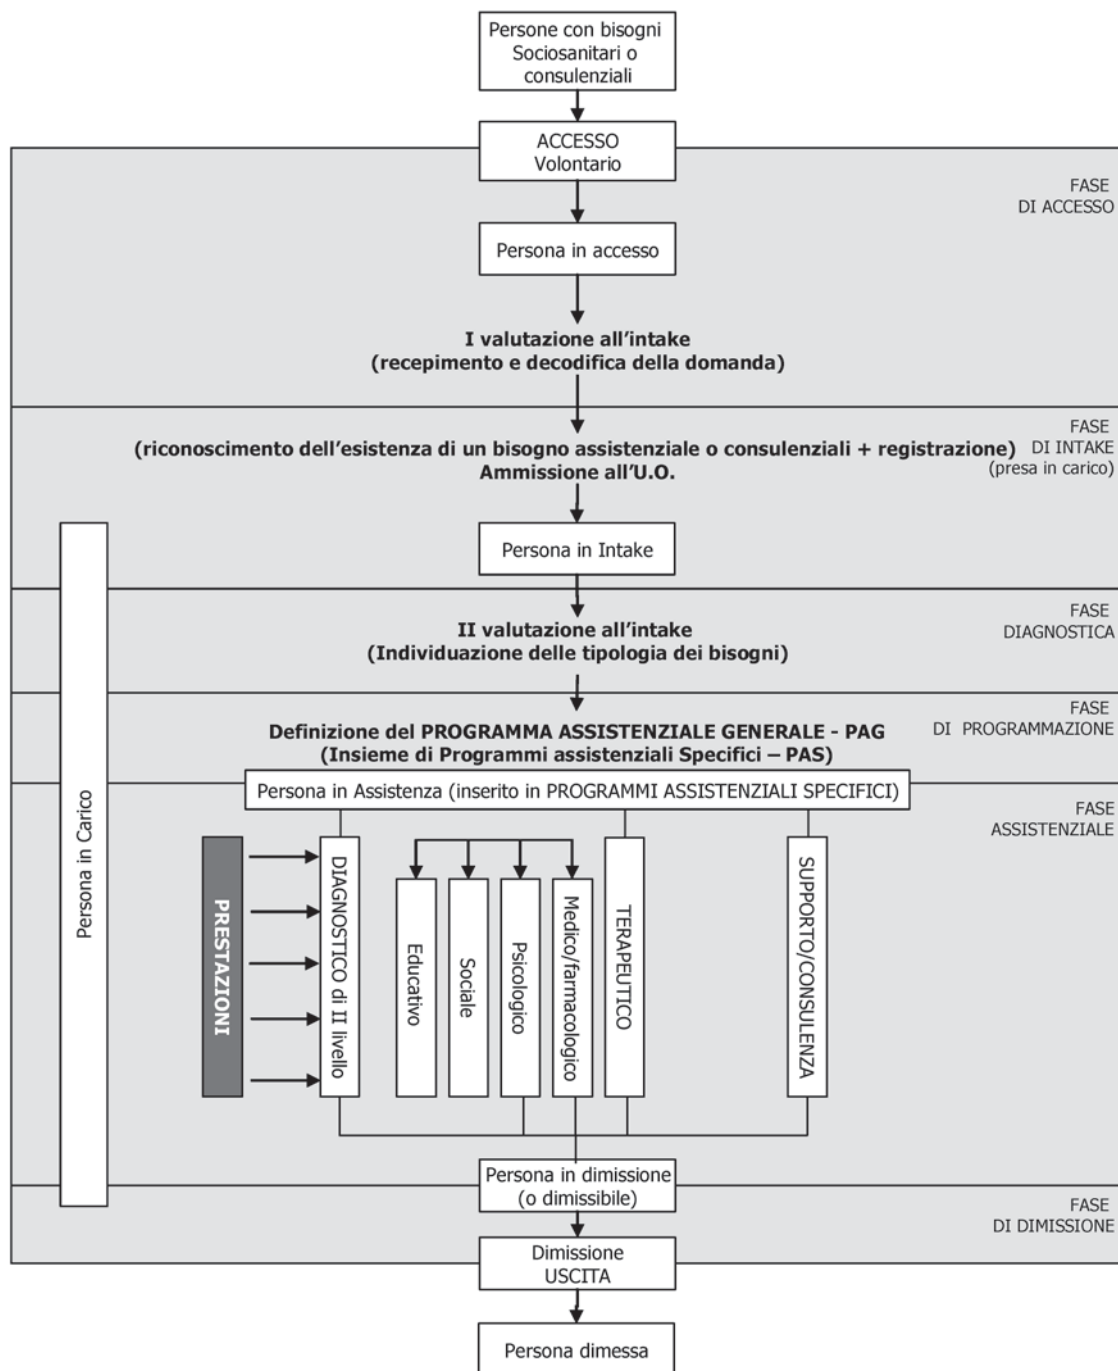 Persone con bisogni
Sociosanitari o
consulenziali
ACCESSO
Volontario
FASE
DI ACCESSO
Persona in accesso
I valutazione all’intake
(recepimento e decodifica della domanda)
FASE
DI INTAKE
(presa in carico)
(riconoscimento dell’esistenza di un bisogno assistenziale o consulenziali + registrazione)
Ammissione all’U.O.
Persona in Intake
FASE
DIAGNOSTICA
II valutazione all’intake
(Individuazione delle tipologia dei bisogni)
FASE
DI PROGRAMMAZIONE
Definizione del PROGRAMMA ASSISTENZIALE GENERALE - PAG
(Insieme di Programmi assistenziali Specifici – PAS)
Persona in Assistenza (inserito in PROGRAMMI ASSISTENZIALI SPECIFICI)
FASE
ASSISTENZIALE
Persona in Carico
PRESTAZIONI
DIAGNOSTICO di II livello
Educativo
Sociale
Psicologico
Medico/farmacologico
TERAPEUTICO
SUPPORTO/CONSULENZA
Persona in dimissione
(o dimissibile)
FASE
DI DIMISSIONE
Dimissione
USCITA
Persona dimessa